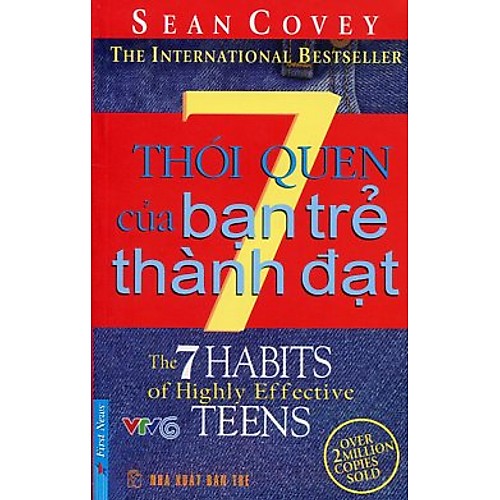 SEAN COVEY
THE INTERNATIONAL BESTSELLER
7
THÓI QUEN
của bạn trẻ
thành đạt
The 7 HABITS
of Highly Effective
TEENS
VTV6
First News
NHÀ XUẤT BẢN TRẺ
OVER
2 MILLION
COPIES
SOLD